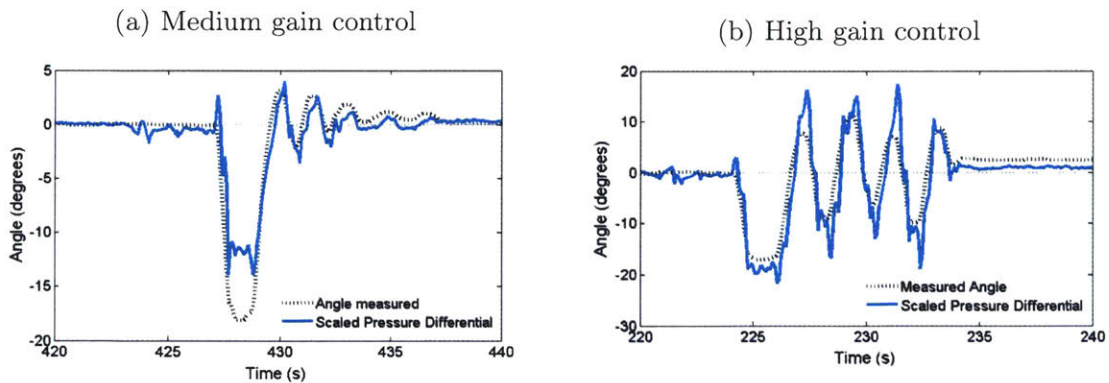 (a) Medium gain control
(b) High gain control
5
0
-5
-10
-15
-20
Angle (degrees)
Angle measured
Scaled Pressure Differential
420 425 430 435 440
Time (s)
20
10
0
-10
-20
-30
Angle (degrees)
Measured Angle
Scaled Pressure Differential
220 225 230 235 240
Time (s)